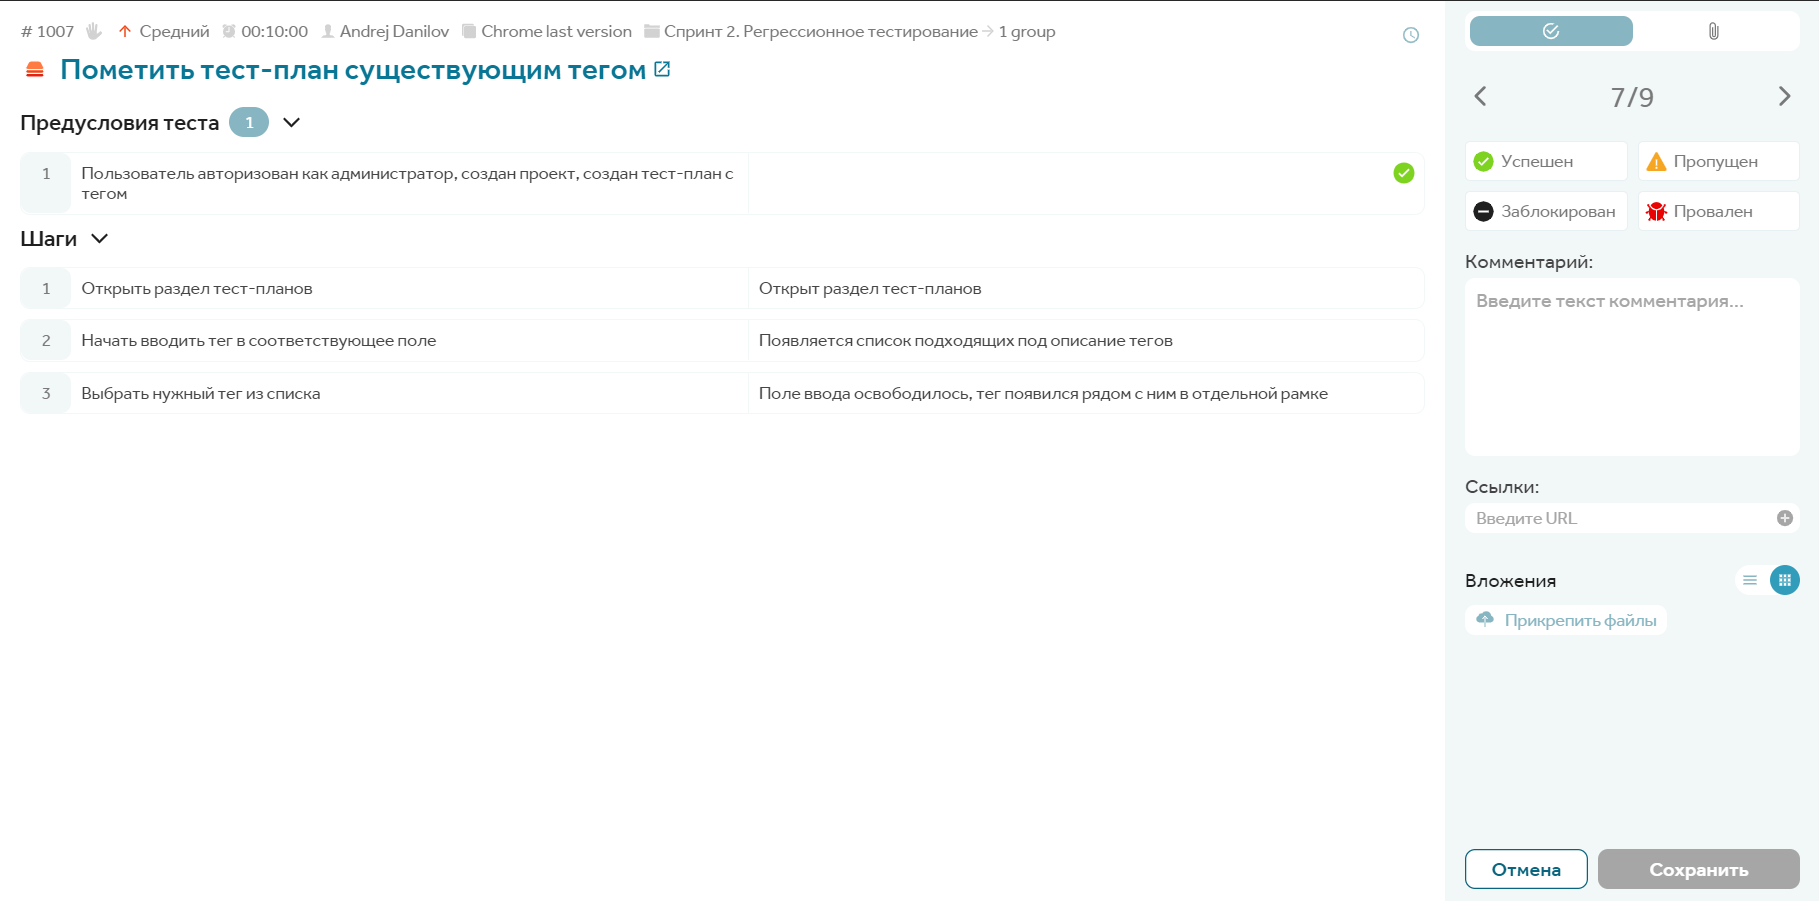 # 1007 Средний 00:10:00 Andrej Danilov Chrome last version Спринт 2. Регрессионное тестирование → 1 group
Пометить тест-план существующим тегом
Предусловия теста 1
1 Пользователь авторизован как администратор, создан проект, создан тест-план с
тегом
Шаги
1 Открыть раздел тест-планов Открыт раздел тест-планов
2 Начать вводить тег в соответствующее поле Появляется список подходящих под описание тегов
3 Выбрать нужный тег из списка Поле ввода освободилось, тег появился рядом с ним в отдельной рамке
7/9
Успешен Пропущен
Заблокирован Провален
Комментарий:
Введите текст комментария...
Ссылки:
Введите URL
Вложения
Прикрепить файлы
Отмена Сохранить